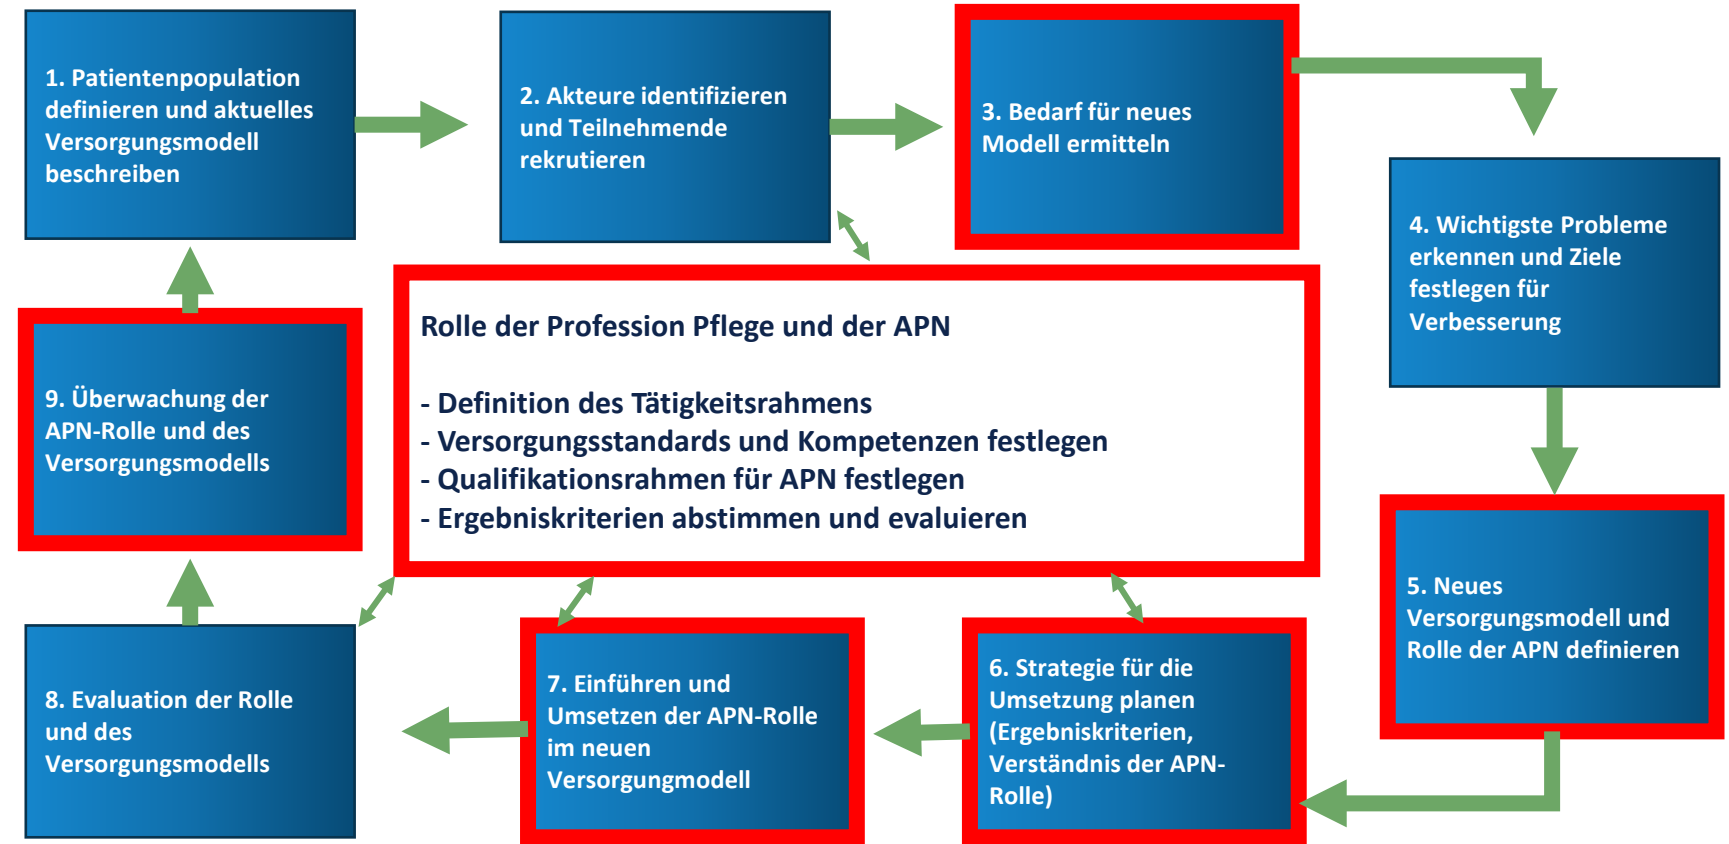 1. Patientenpopulation
definieren und aktuelles
Versorgungsmodell
beschreiben
2. Akteure identifizieren
und Teilnehmende
rekrutieren
3. Bedarf für neues
Modell ermitteln
4. Wichtigste Probleme
erkennen und Ziele
festlegen für
Verbesserung
Rolle der Profession Pflege und der APN
- Definition des Tätigkeitsrahmens
- Versorgungsstandards und Kompetenzen festlegen
- Qualifikationsrahmen für APN festlegen
- Ergebniskriterien abstimmen und evaluieren
5. Neues
Versorgungsmodell und
Rolle der APN definieren
6. Strategie für die
Umsetzung planen
(Ergebniskriterien,
Verständnis der APN-
Rolle)
7. Einführen und
Umsetzen der APN-Rolle
im neuen
Versorgungmodell
8. Evaluation der Rolle
und des
Versorgungsmodells
9. Überwachung der
APN-Rolle und des
Versorgungsmodells